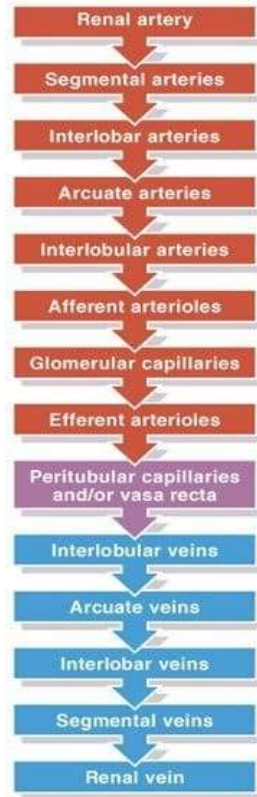 Renal artery
Segmental arteries
Interlobar arteries
Arcuate arteries
Interlobular arteries
Afferent arterioles
Glomerular capillaries
Efferent arterioles
Peritubular capillaries
and/or vasa recta
Interlobular veins
Arcuate veins
Interlobar veins
Segmental veins
Renal vein